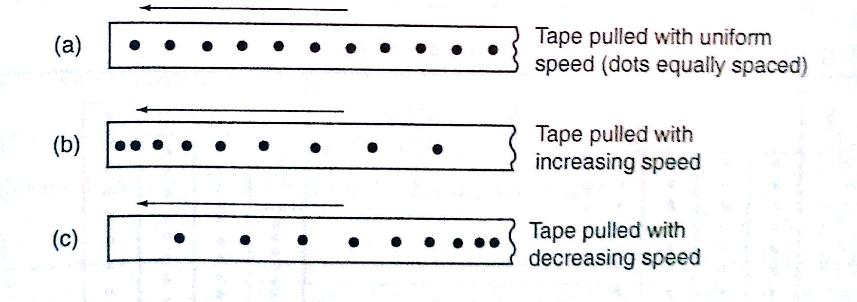 (a)
Tape pulled with uniform
speed (dots equally spaced)
(b)
Tape pulled with
increasing speed
(c)
Tape pulled with
decreasing speed